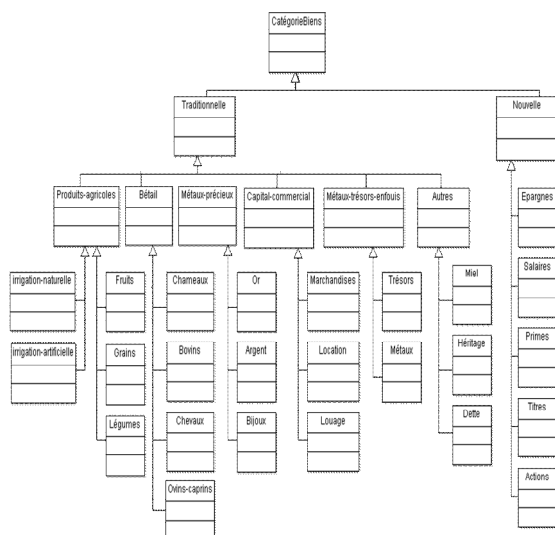 CatégorieBiens
Traditionnelle
Nouvelle
Produits-agricoles
Bétail
Métaux-précieux
Capital-commercial
Métaux-trésors-enfouis
Autres
Epargnes
irrigation-naturelle
Fruits
Chameaux
Or
Marchandises
Trésors
Miel
Salaires
irrigation-artificielle
Grains
Bovins
Argent
Location
Métaux
Héritage
Primes
Légumes
Chevaux
Bijoux
Louage
Dette
Titres
Ovins-caprins
Actions